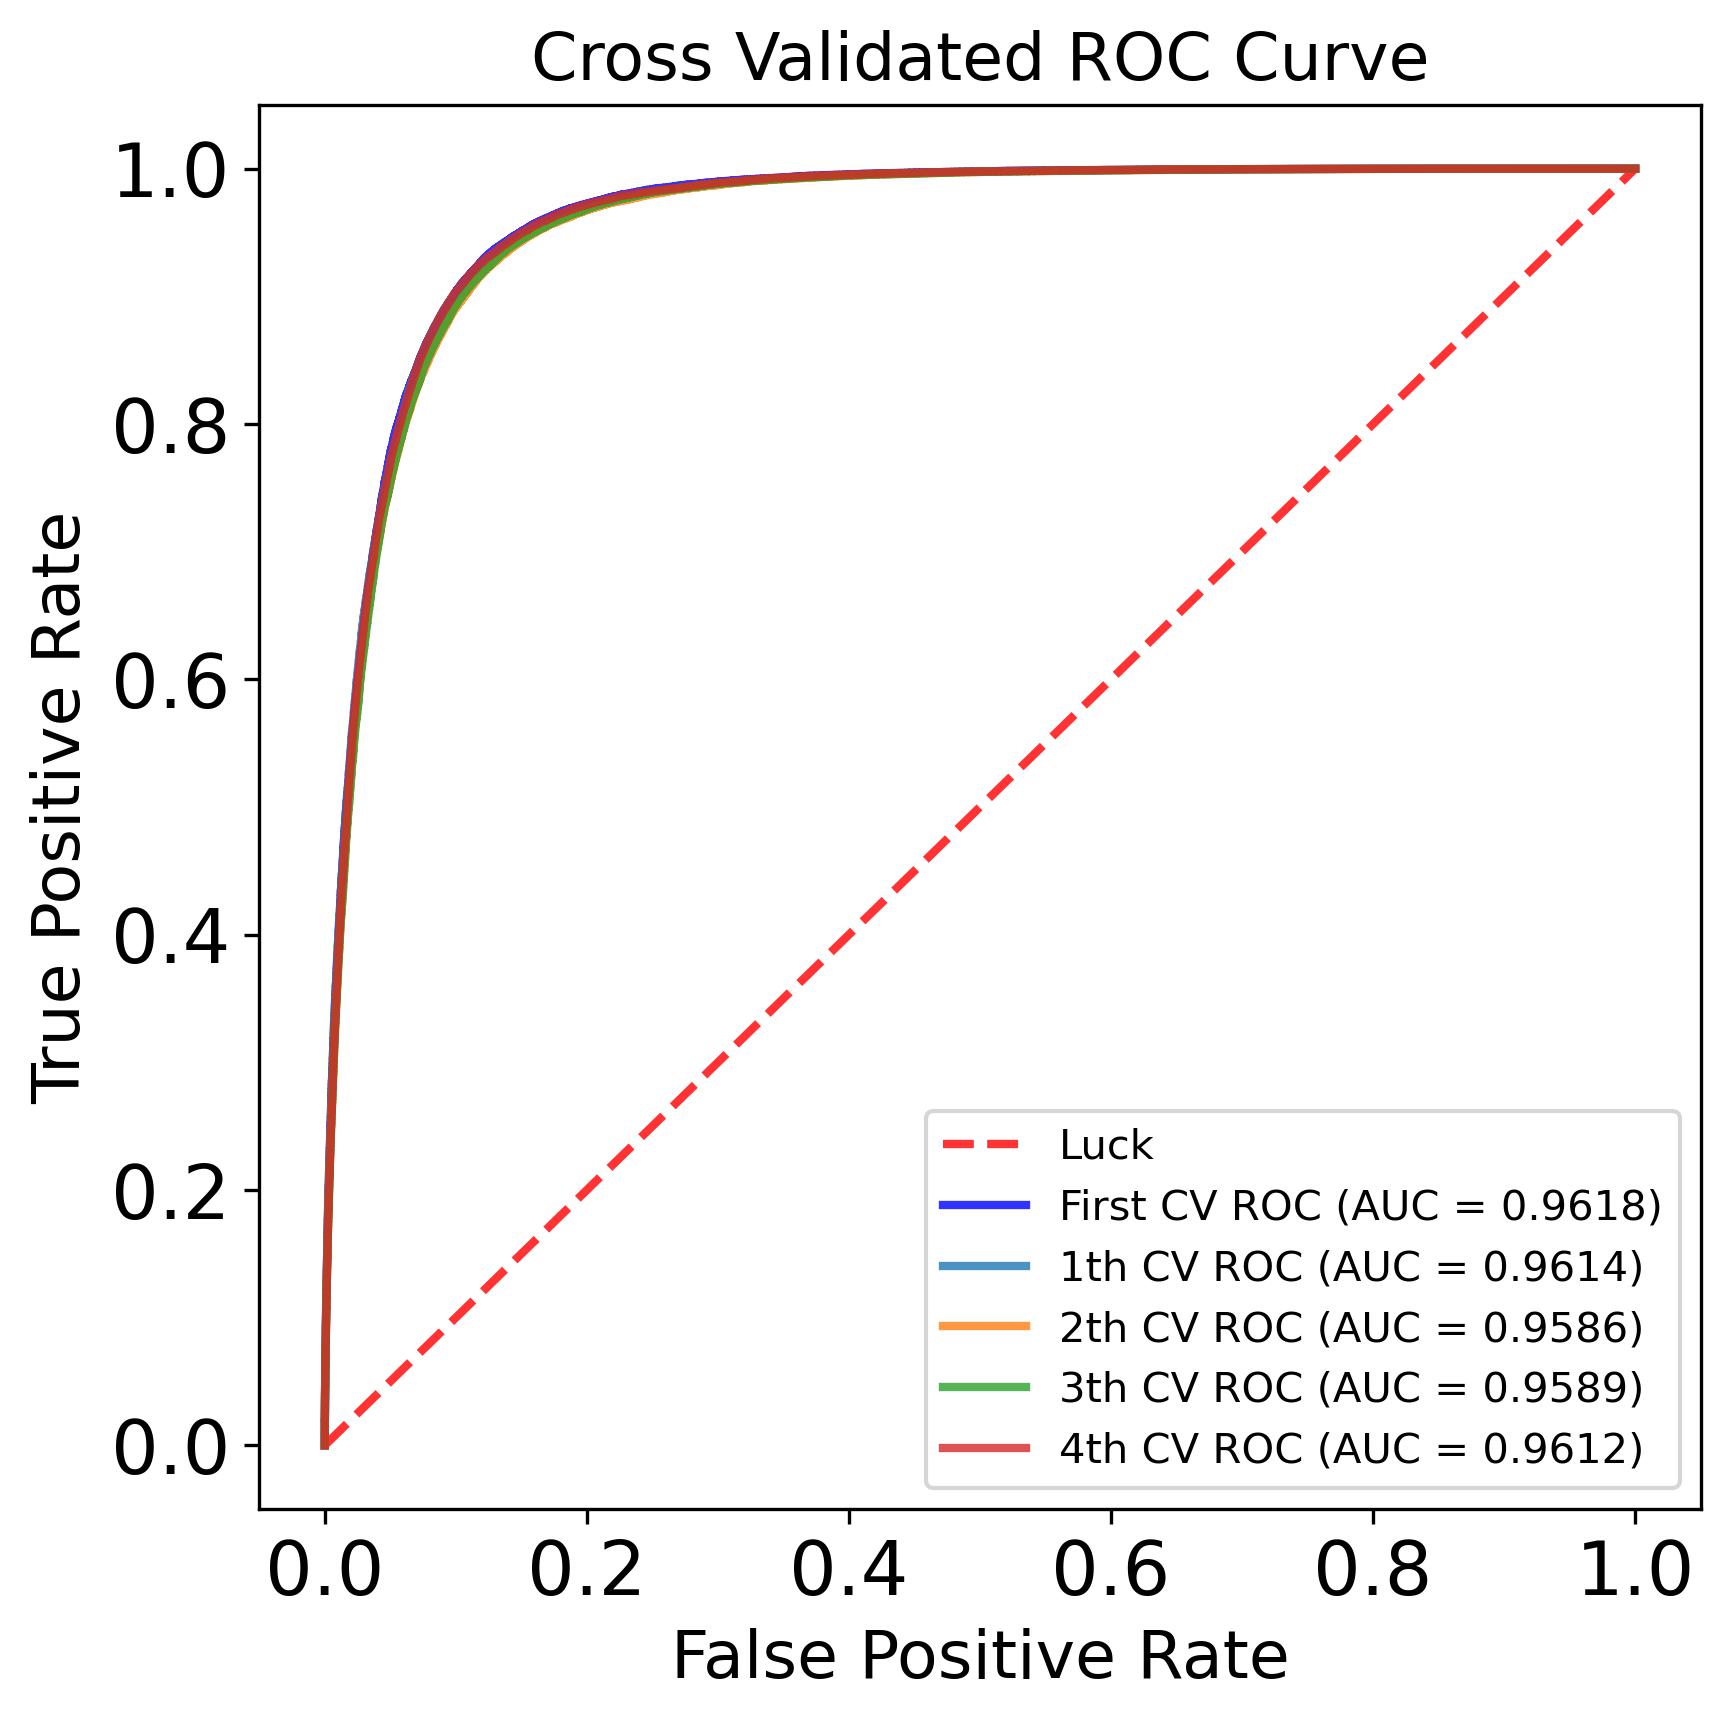 Cross Validated ROC Curve
True Positive Rate
1.0
0.8
0.6
0.4
0.2
0.0
Luck
First CV ROC (AUC = 0.9618)
1th CV ROC (AUC = 0.9614)
2th CV ROC (AUC = 0.9586)
3th CV ROC (AUC = 0.9589)
4th CV ROC (AUC = 0.9612)
0.0 0.2 0.4 0.6 0.8 1.0
False Positive Rate